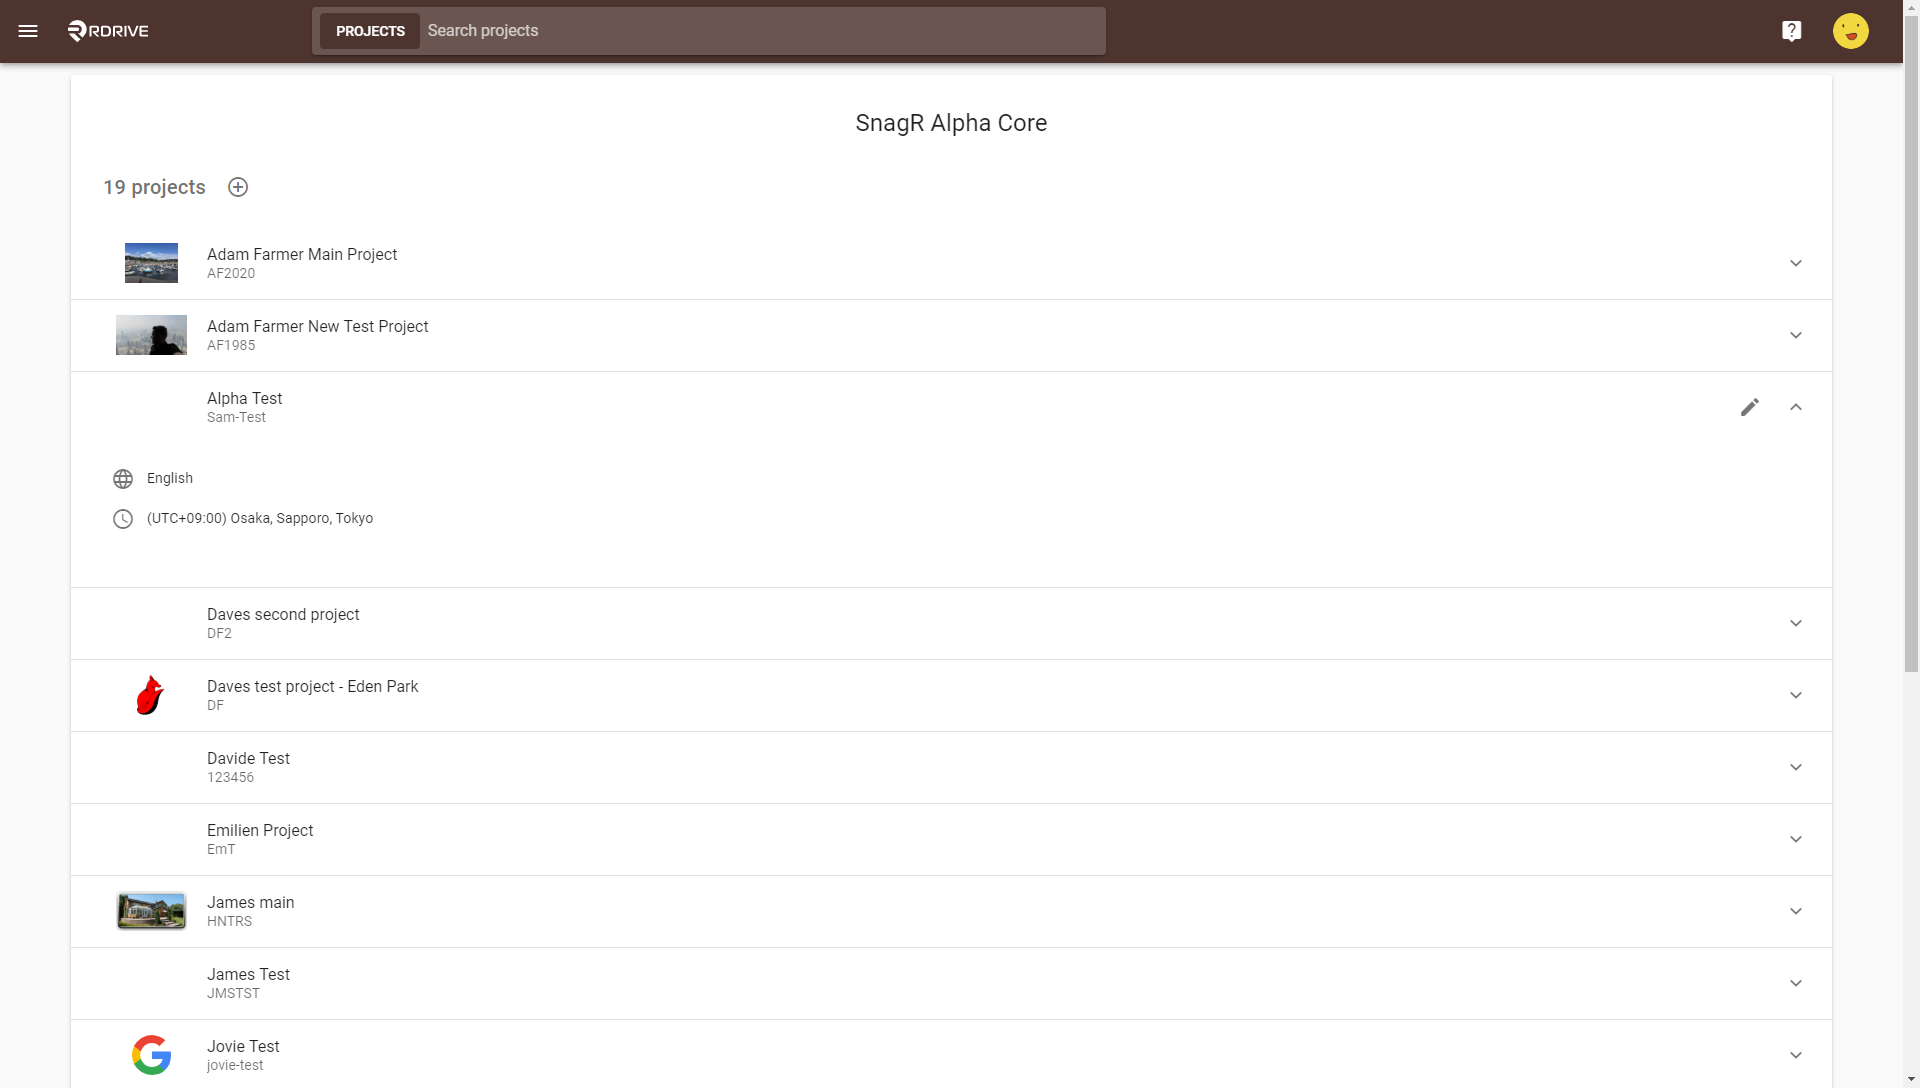 RDRIVE
PROJECTS Search projects
SnagR Alpha Core
19 projects
Adam Farmer Main Project
AF2020
Adam Farmer New Test Project
AF1985
Alpha Test
Sam-Test
English
(UTC+09:00) Osaka, Sapporo, Tokyo
Daves second project
DF2
Daves test project - Eden Park
DF
Davide Test
123456
Emilien Project
EmT
James main
HNTRS
James Test
JMSTST
Jovie Test
jovie-test